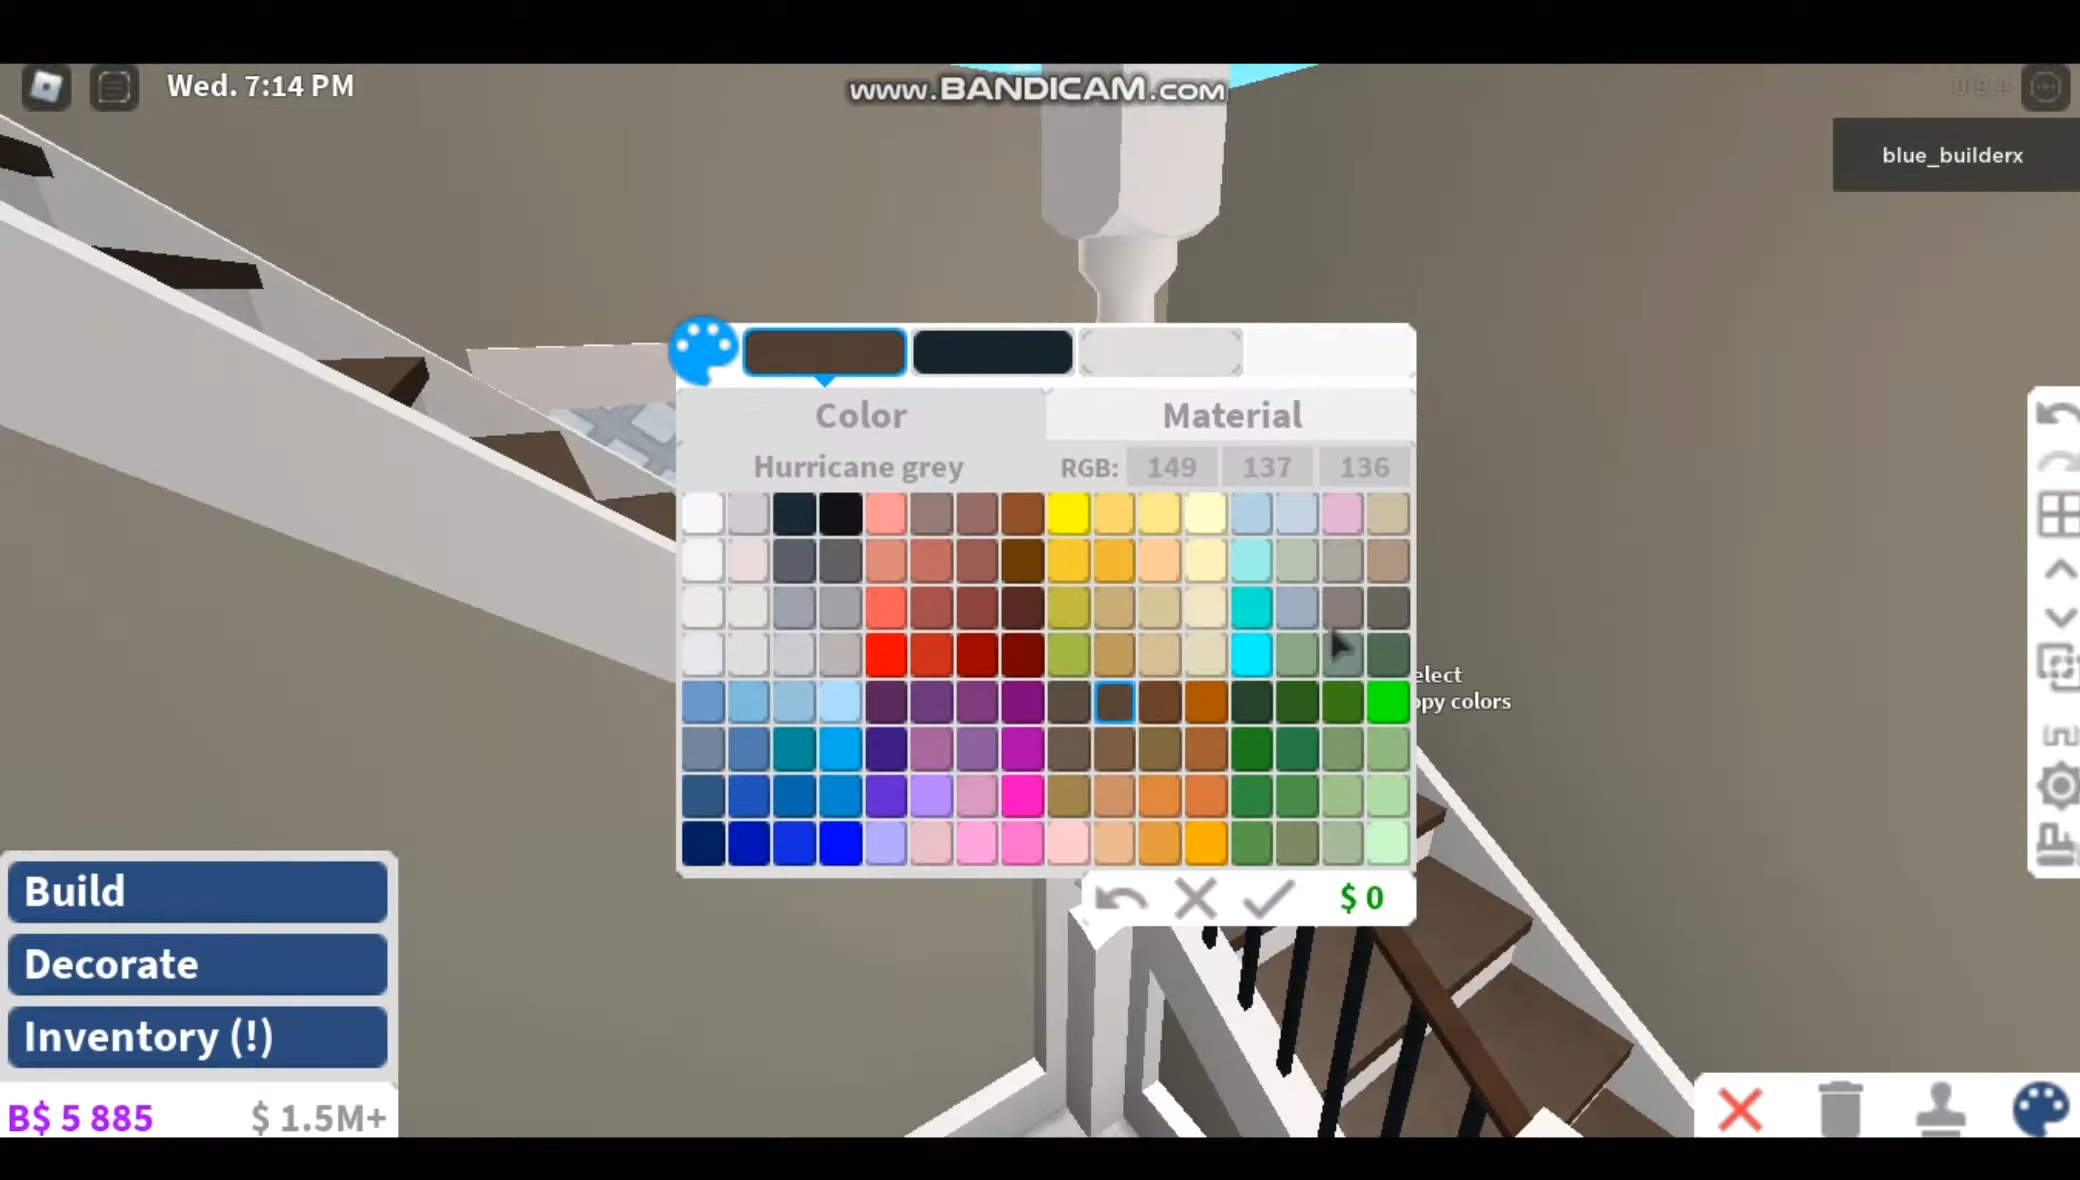 Wed. 7:14 PM
www.BANDICAM.com
blue_builderx
Color
Material
Hurricane grey
RGB: 149 137 136
elect
opy colors
$ 0
Build
Decorate
Inventory (!)
B$ 5 885
$ 1.5M+